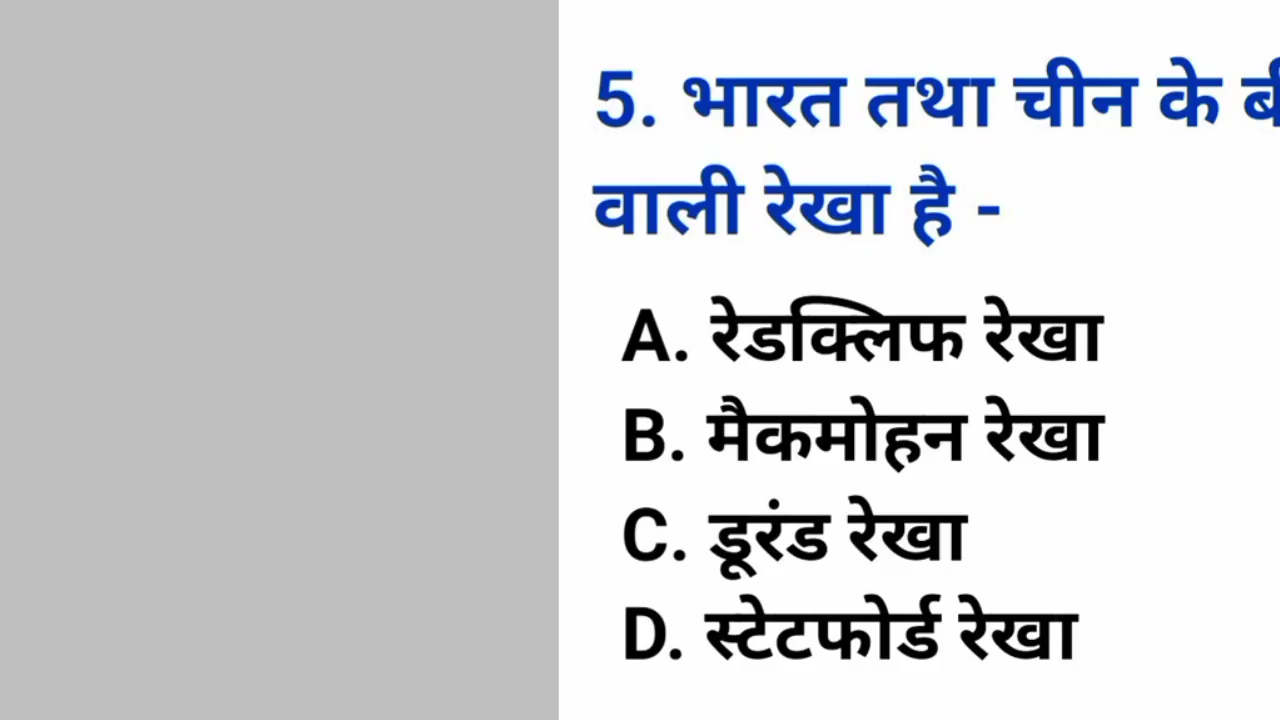 5. भारत तथा चीन के
वाली रेखा है -
A. रेडक्लिफ रेखा
B. मैकमोहन रेखा
C. डूरंड रेखा
D. स्टेटफोर्ड रेखा